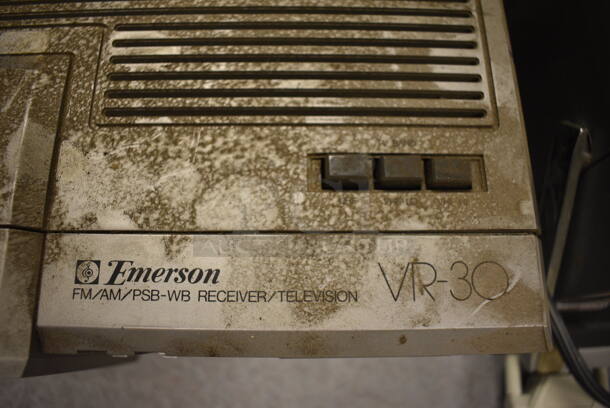 Emerson
FM/AM/PSB-WB RECEIVER/TELEVISION
VR-30